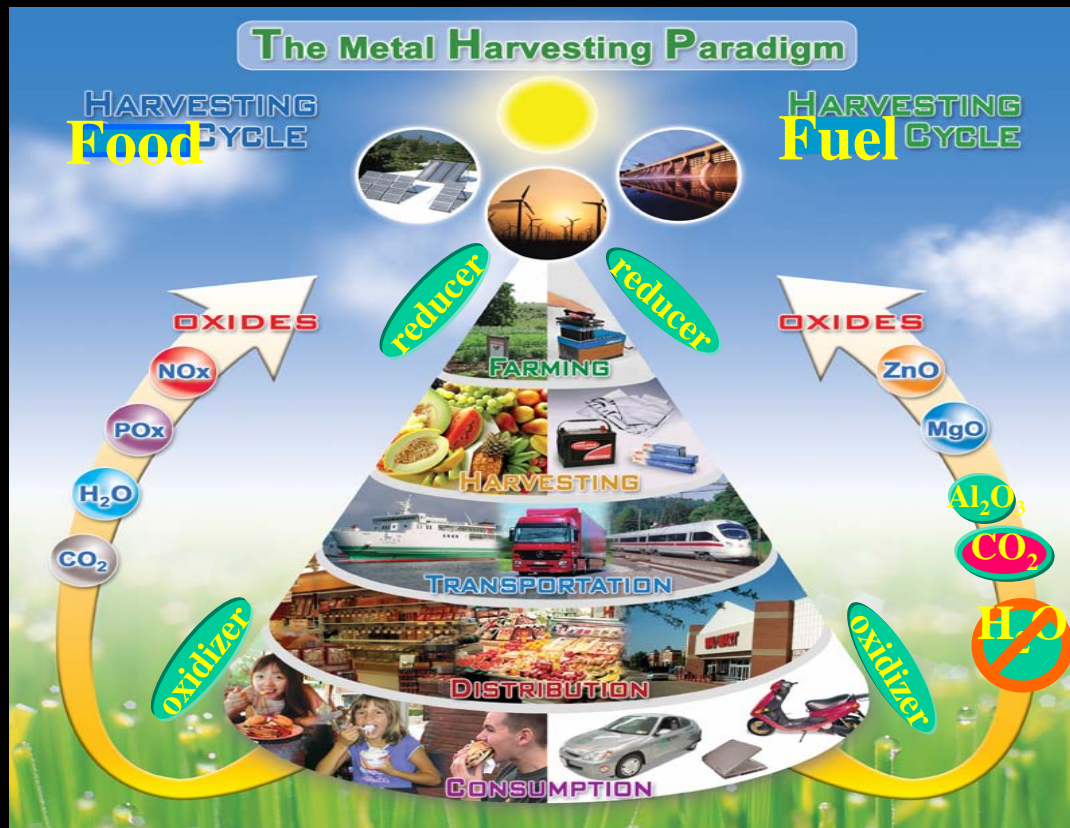 The Metal Harvesting Paradigm
HARVESTING
Food CYCLE
HARVESTING
Fuel CYCLE
reducer
reducer
OXIDES
OXIDES
NOx
POx
H₂O
CO₂
ZnO
MgO
Al₂O₃
CO₂
H₂O
FARMING
HARVESTING
TRANSPORTATION
DISTRIBUTION
CONSUMPTION
oxidizer
oxidizer